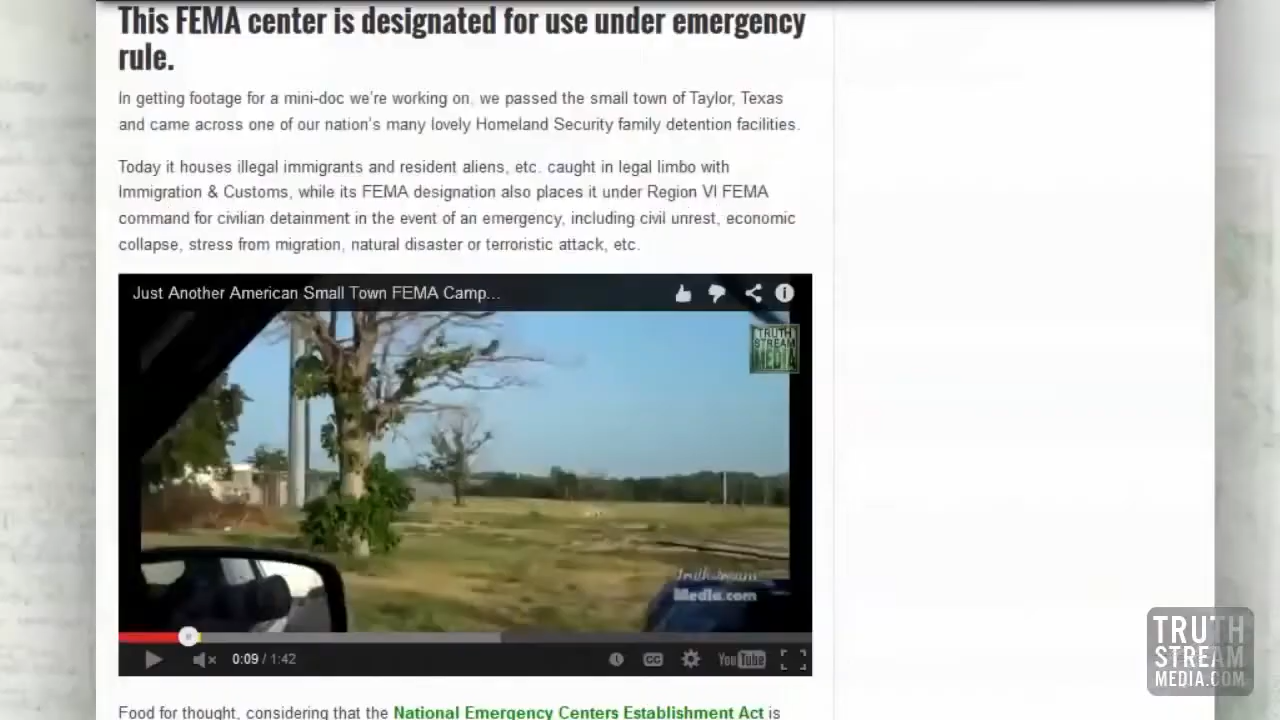 This FEMA center is designated for use under emergency
rule.
In getting footage for a mini-doc we're working on, we passed the small town of Taylor, Texas
and came across one of our nation's many lovely Homeland Security family detention facilities.
Today it houses illegal immigrants and resident aliens, etc. caught in legal limbo with
Immigration & Customs, while its FEMA designation also places it under Region VI FEMA
command for civilian detainment in the event of an emergency, including civil unrest, economic
collapse, stress from migration, natural disaster or terroristic attack, etc.
Just Another American Small Town FEMA Camp...
TRUTH
STREAM
MEDIA
Truthstream
Media.com
0:09 / 1:42
CC
YouTube
TRUTH
STREAM
MEDIA.COM
Food for thought, considering that the National Emergency Centers Establishment Act is